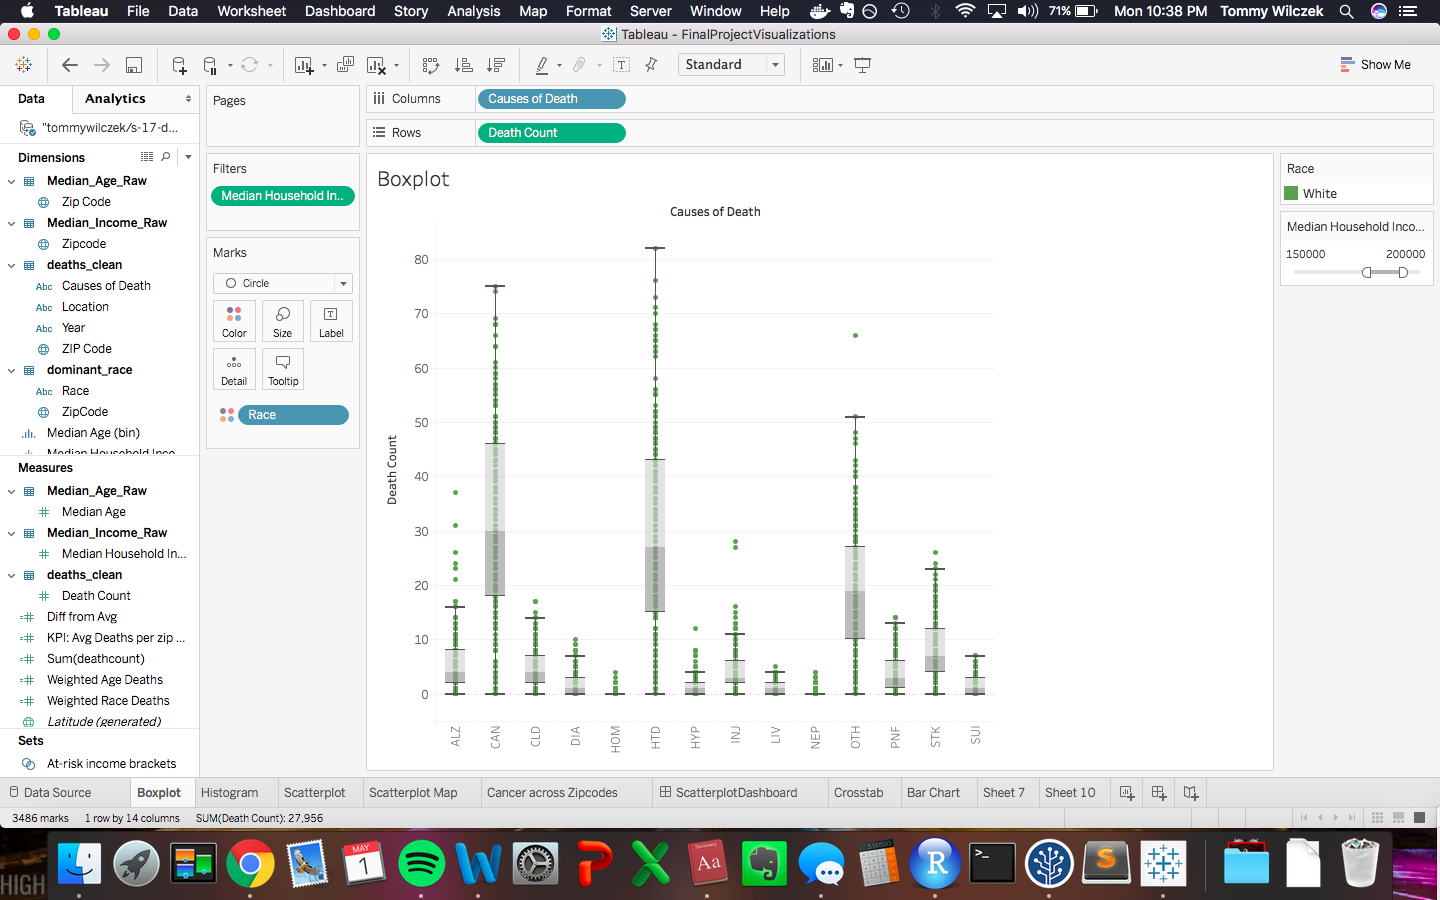 Tableau File Data Worksheet Dashboard Story Analysis Map Format Server Window Help 71% Mon 10:38 PM Tommy Wilczek
Tableau - FinalProjectVisualizations
Standard
Show Me
Data Analytics
"tommywilczek/s-17-d...
Dimensions
Median_Age_Raw
Zip Code
Median_Income_Raw
Zipcode
deaths_clean
Abc Causes of Death
Abc Location
Abc Year
ZIP Code
dominant_race
Abc Race
ZipCode
Median Age (bin)
Median Household Inco
Measures
Median_Age_Raw
Median Age
Median_Income_Raw
Median Household In...
deaths_clean
Death Count
Diff from Avg
KPI: Avg Deaths per zip ...
Sum(deathcount)
Weighted Age Deaths
Weighted Race Deaths
Latitude (generated)
Sets
At-risk income brackets
Pages
Filters
Median Household In..
Marks
Circle
Color Size Label
Detail Tooltip
Race
Columns Causes of Death
Rows Death Count
Boxplot
Causes of Death
Death Count
80
70
60
50
40
30
20
10
0
ALZ CAN CLD DIA HOM HTD HYP INJ LIV NEP OTH PNF STK SUI
Race
White
Median Household Inco...
150000 200000
Data Source Boxplot Histogram Scatterplot Scatterplot Map Cancer across Zipcodes ScatterplotDashboard Crosstab Bar Chart Sheet 7 Sheet 10
3486 marks 1 row by 14 columns SUM(Death Count): 27,956
HIGH
MAY
1
Dictionary
Aa
R
>_
S